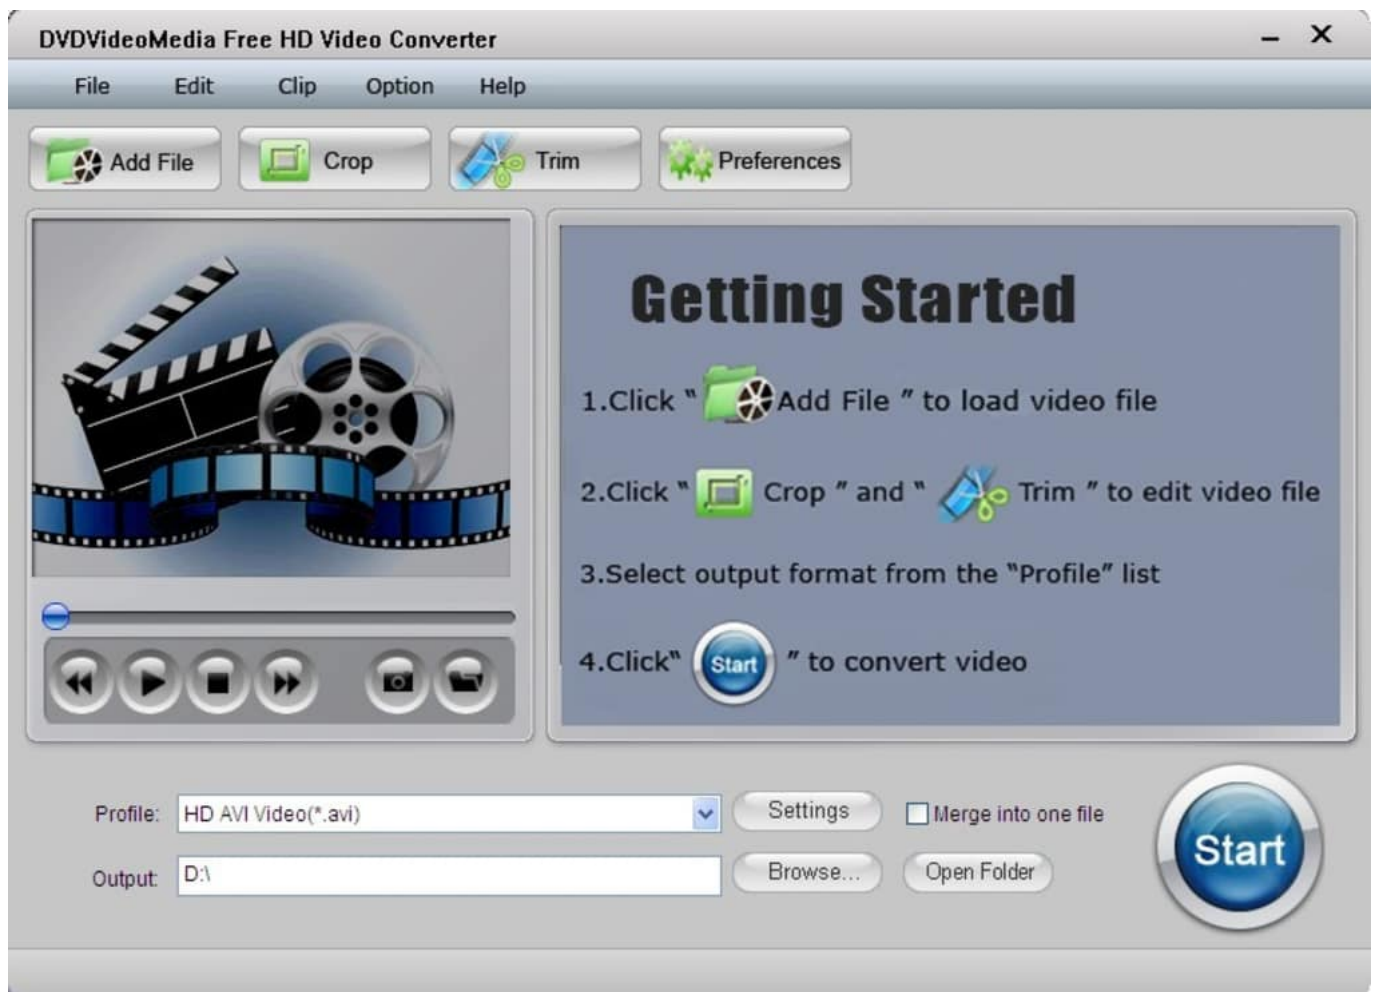 DVDVideoMedia Free HD Video Converter
File Edit Clip Option Help
Add File Crop Trim Preferences
Getting Started
1.Click “ Add File ” to load video file
2.Click “ Crop ” and “ Trim ” to edit video file
3.Select output format from the “Profile” list
4.Click“ Start ” to convert video
Profile: HD AVI Video(*.avi) Settings Merge into one file
Output: D:\ Browse... Open Folder
Start